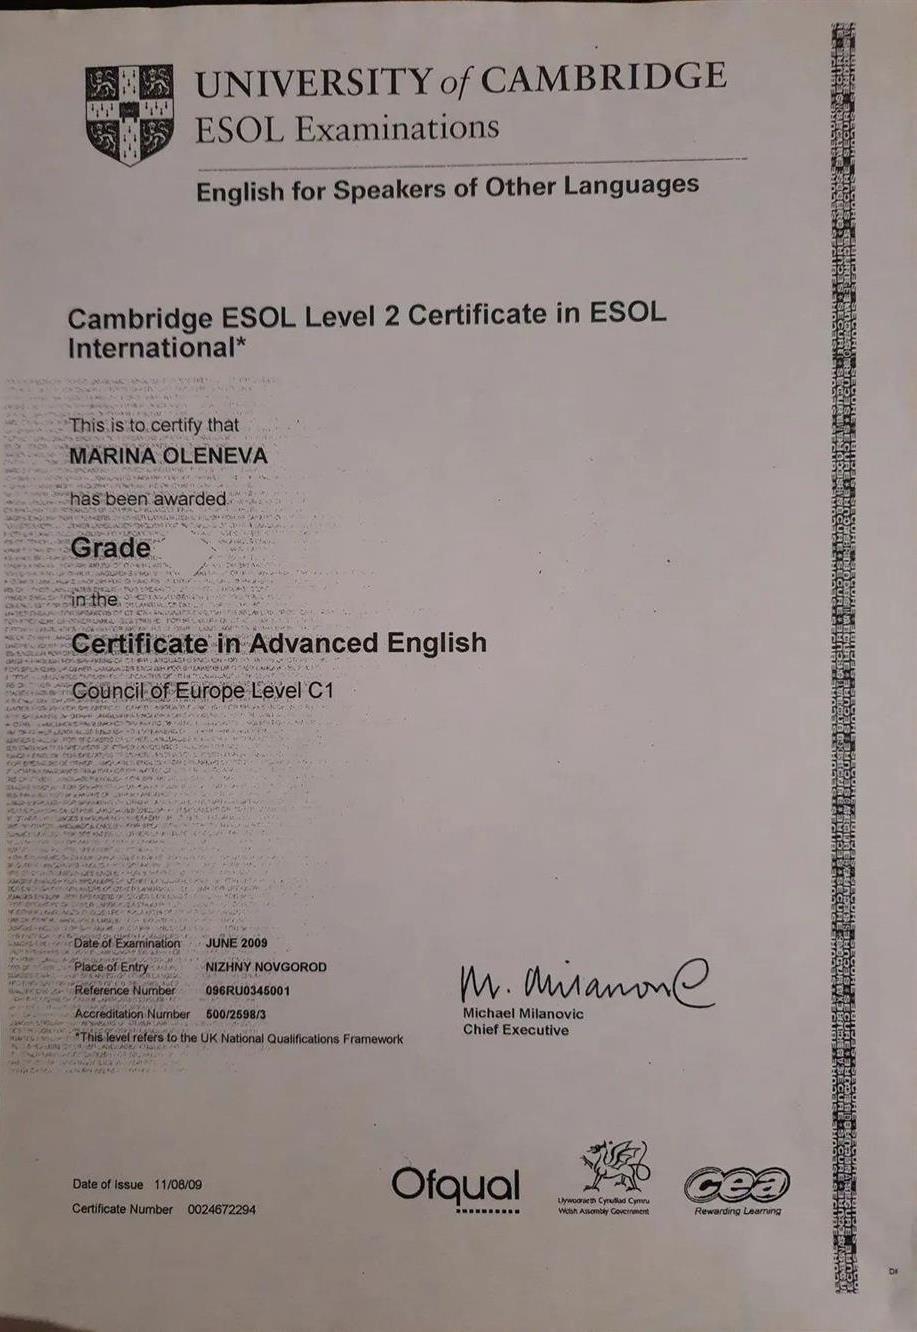 UNIVERSITY of CAMBRIDGE
ESOL Examinations
English for Speakers of Other Languages
Cambridge ESOL Level 2 Certificate in ESOL
International*
This is to certify that
MARINA OLENEVA
has been awarded
Grade
in the
Certificate in Advanced English
Council of Europe Level C1
Date of Examination JUNE 2009
Place of Entry NIZHNY NOVGOROD
Reference Number 096RU0345001
Accreditation Number 500/2598/3
*This level refers to the UK National Qualifications Framework
M. Milanovic
Michael Milanovic
Chief Executive
Date of Issue 11/08/09
Certificate Number 0024672294
Ofqual
Llywodraeth Cynulliad Cymru
Welsh Assembly Government
cea
Rewarding Learning